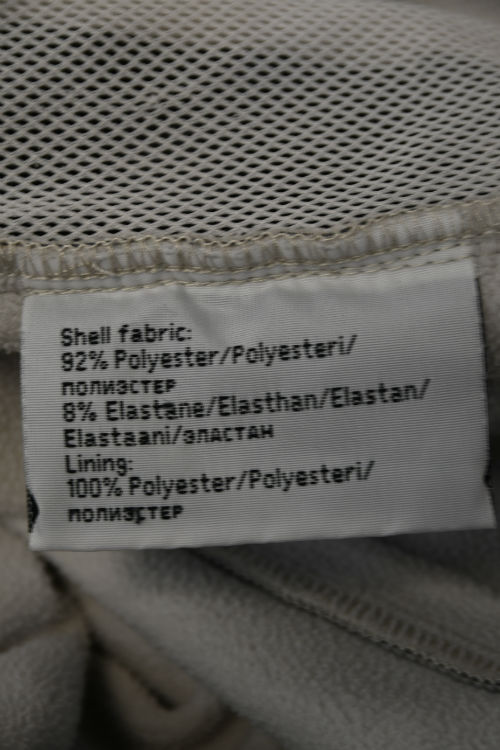 Shell fabric:
92% Polyester/Polyesteri/
ПОЛИЭСТЕР
8% Elastane/Elasthan/Elastan/
Elastaani/ЭЛАСТАН
Lining:
100% Polyester/Polyesteri/
ПОЛИЭСТЕР